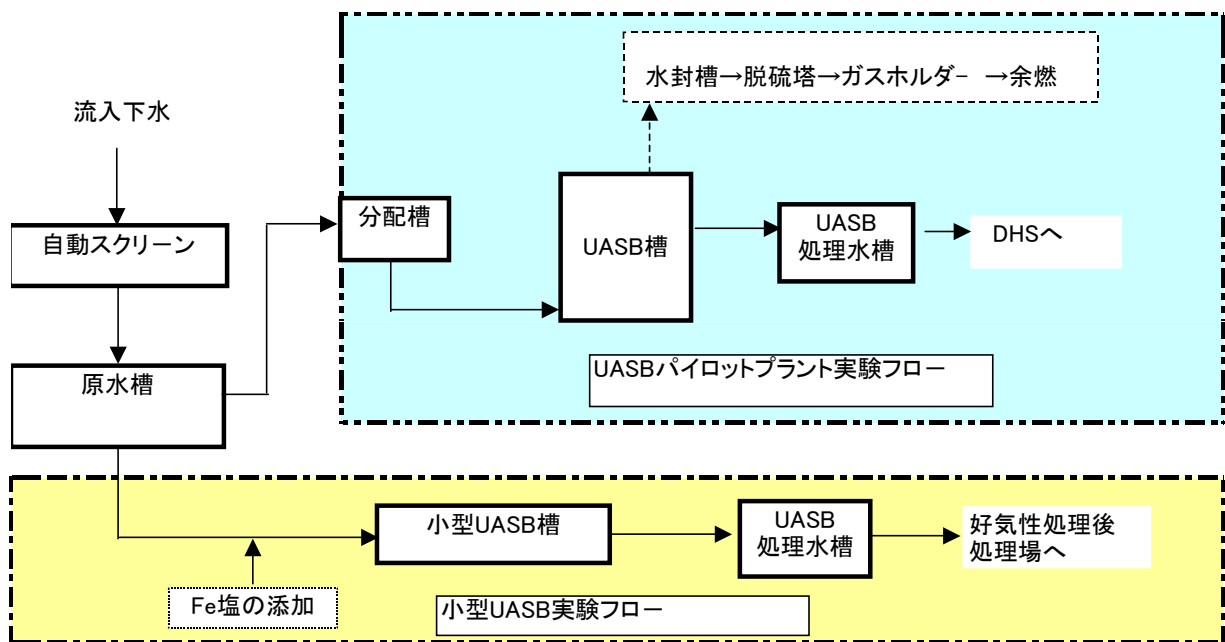 水封槽→脱硫塔→ガスホルダ- →余燃
流入下水
自動スクリーン
分配槽
UASB槽
UASB
処理水槽
DHSへ
原水槽
UASBパイロットプラント実験フロー
小型UASB槽
UASB
処理水槽
好気性処理後
処理場へ
Fe塩の添加
小型UASB実験フロー